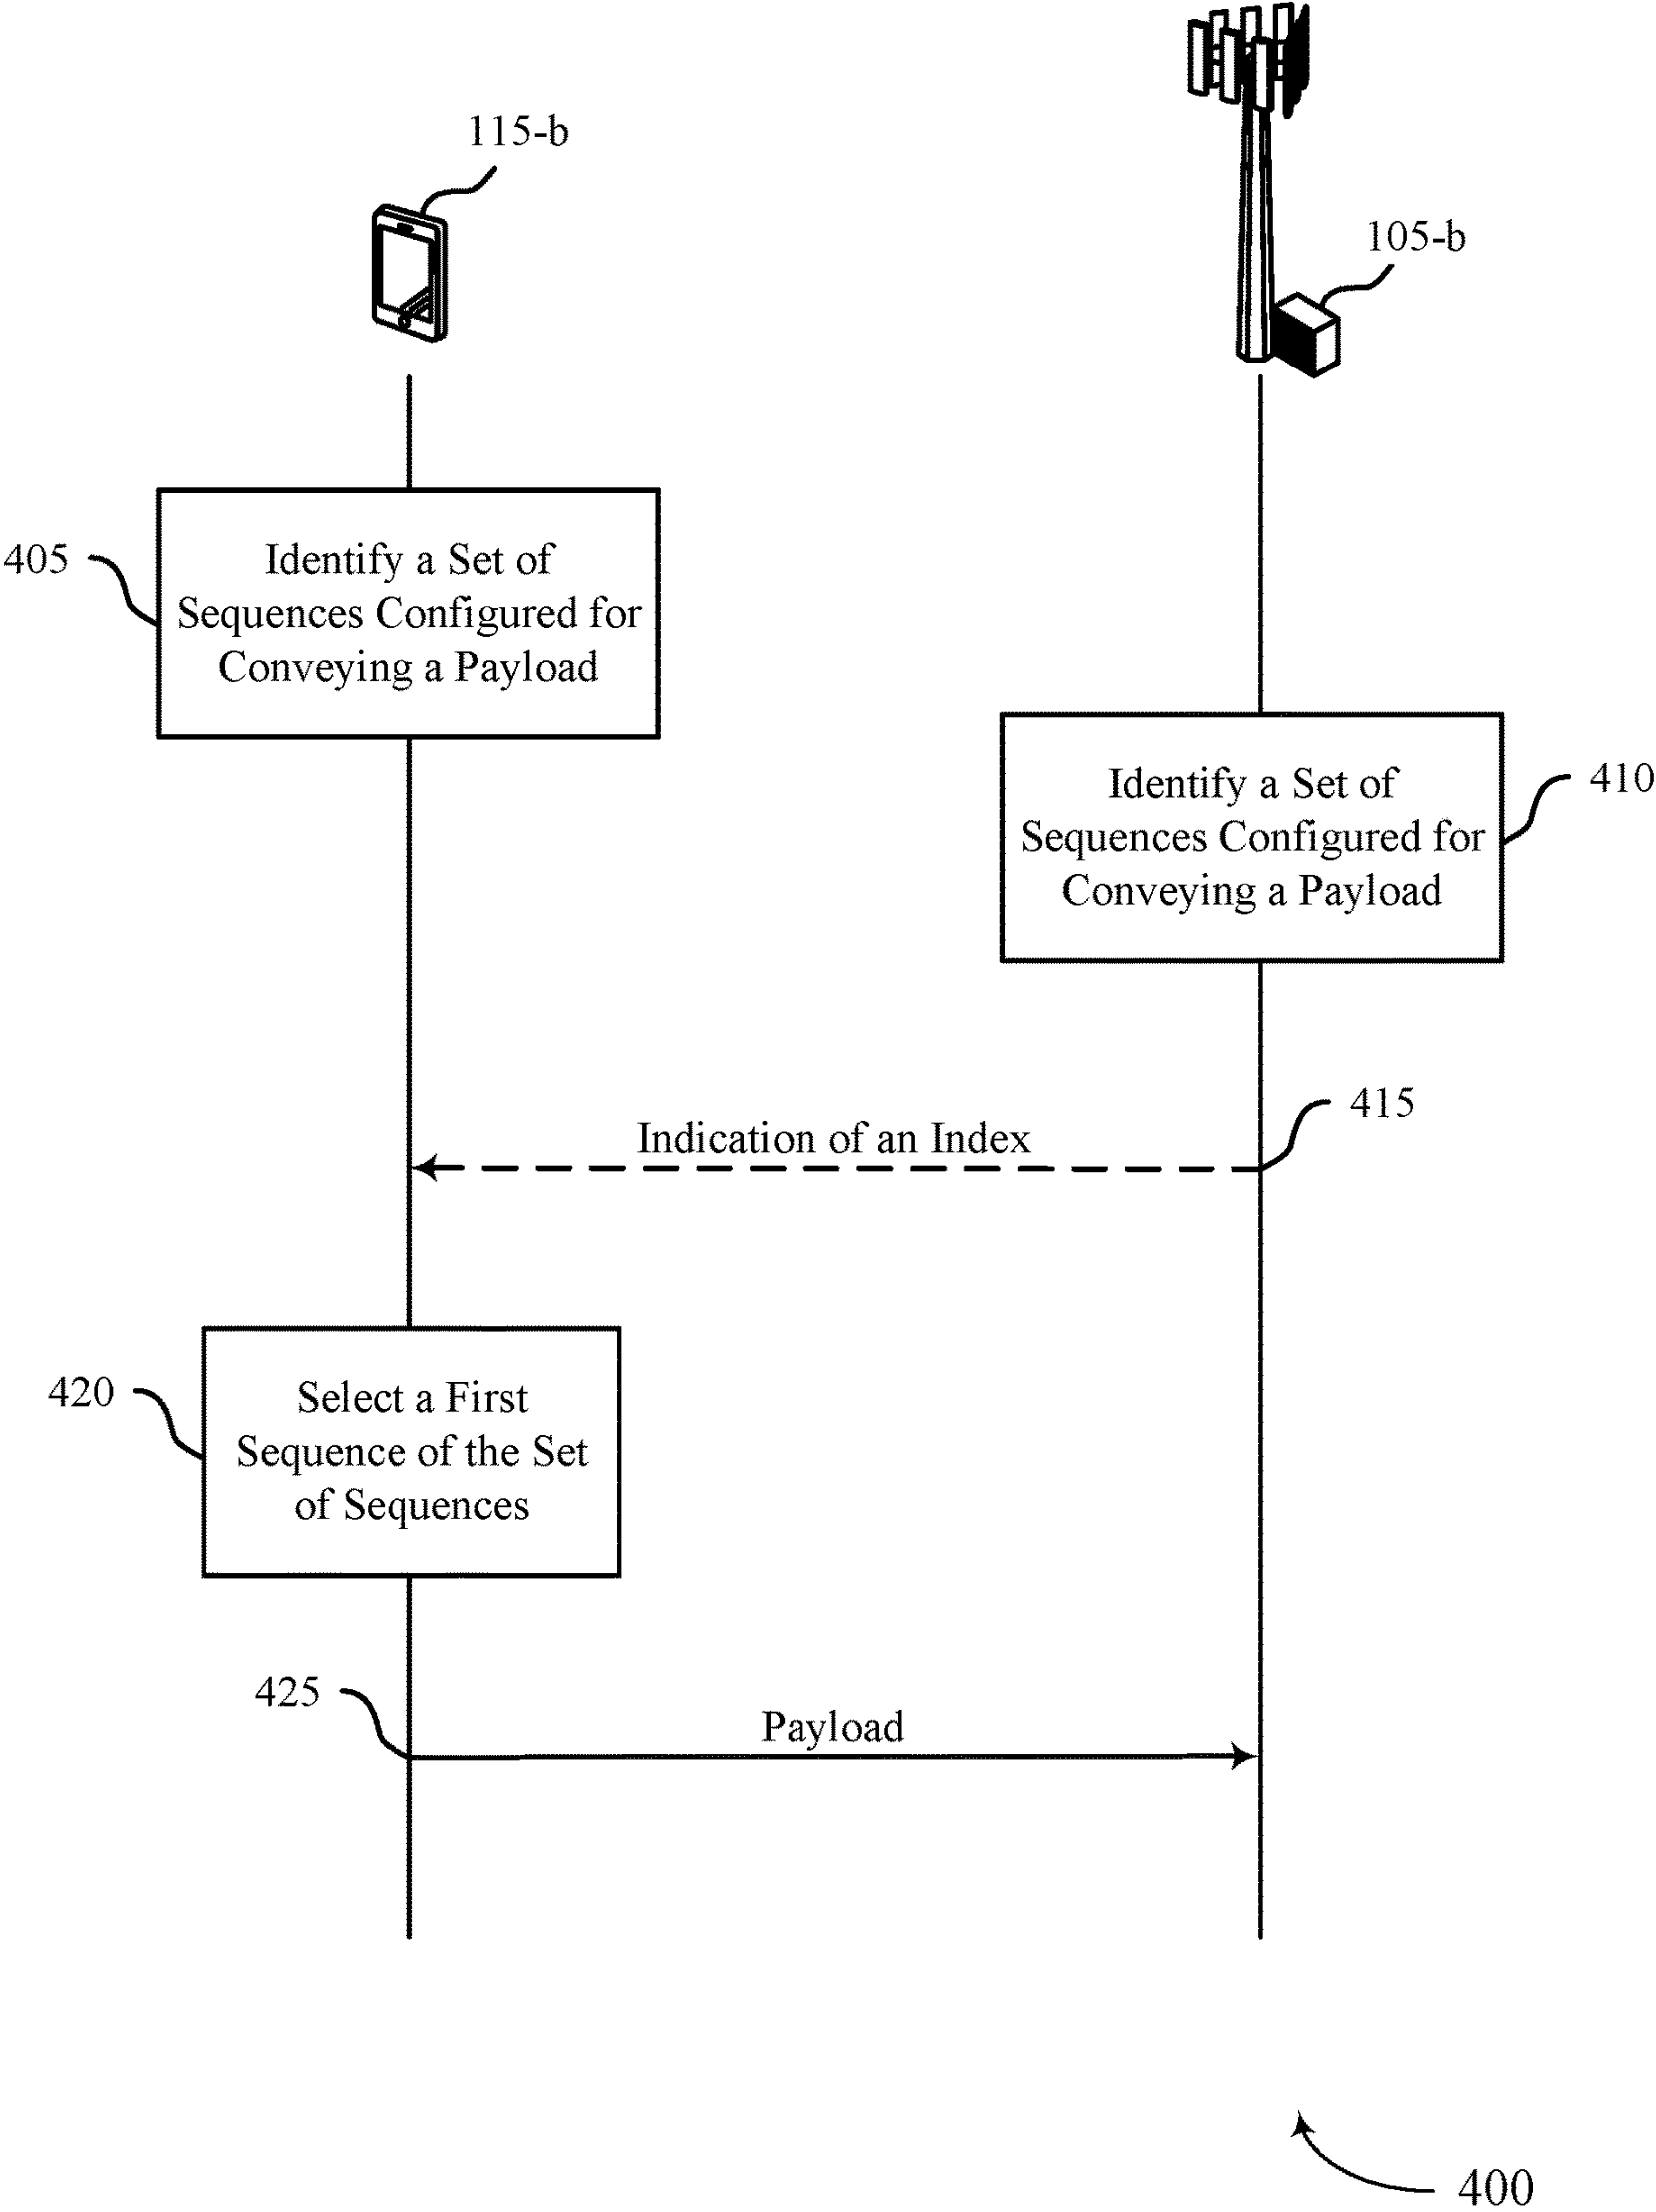 115-b
105-b
405
Identify a Set of
Sequences Configured for
Conveying a Payload
410
Identify a Set of
Sequences Configured for
Conveying a Payload
415
Indication of an Index
420
Select a First
Sequence of the Set
of Sequences
425
Payload
400